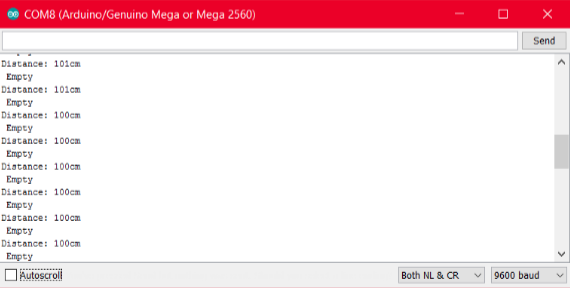 COM8 (Arduino/Genuino Mega or Mega 2560)
Send
Distance: 101cm
Empty
Distance: 101cm
Empty
Distance: 100cm
Empty
Distance: 100cm
Empty
Distance: 100cm
Empty
Distance: 100cm
Empty
Distance: 100cm
Empty
Distance: 100cm
Empty
Autoscroll
Both NL & CR
9600 baud